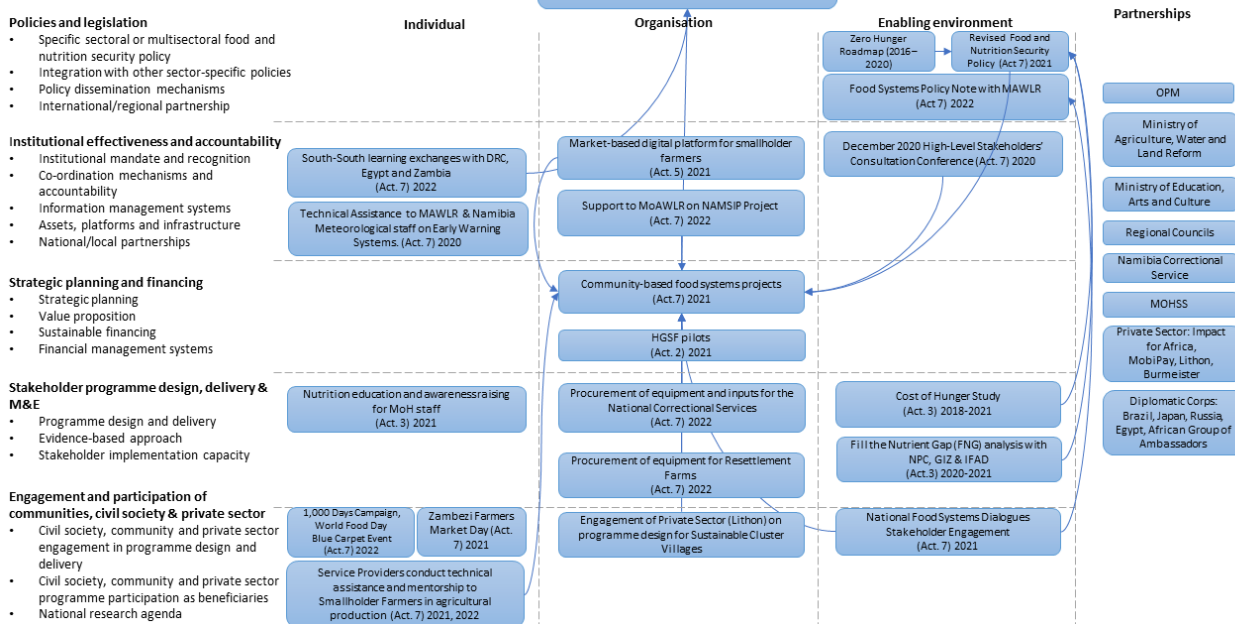 Policies and legislation
• Specific sectoral or multisectoral food and
nutrition security policy
• Integration with other sector-specific policies
• Policy dissemination mechanisms
• International/regional partnership
Institutional effectiveness and accountability
• Institutional mandate and recognition
• Co-ordination mechanisms and
accountability
• Information management systems
• Assets, platforms and infrastructure
• National/local partnerships
Strategic planning and financing
• Strategic planning
• Value proposition
• Sustainable financing
• Financial management systems
Stakeholder programme design, delivery &
M&E
• Programme design and delivery
• Evidence-based approach
• Stakeholder implementation capacity
Engagement and participation of
communities, civil society & private sector
• Civil society, community and private sector
engagement in programme design and
delivery
• Civil society, community and private sector
programme participation as beneficiaries
• National research agenda
Individual
South-South learning exchanges with DRC,
Egypt and Zambia
(Act. 7) 2022
Technical Assistance to MAWLR & Namibia
Meteorological staff on Early Warning
Systems. (Act. 7) 2020
Nutrition education and awareness raising
for MoH staff
(Act. 3) 2021
1,000 Days Campaign,
World Food Day
Blue Carpet Event
(Act.7) 2022
Zambezi Farmers
Market Day (Act.
7) 2021
Service Providers conduct technical
assistance and mentorship to
Smallholder Farmers in agricultural
production (Act. 7) 2021, 2022
Organisation
Market-based digital platform for smallholder
farmers
(Act. 5) 2021
Support to MoAWLR on NAMSIP Project
(Act. 7) 2022
Community-based food systems projects
(Act.7) 2021
HGSF pilots
(Act. 2) 2021
Procurement of equipment and inputs for the
National Correctional Services
(Act. 7) 2022
Procurement of equipment for Resettlement
Farms
(Act. 7) 2022
Engagement of Private Sector (Lithon) on
programme design for Sustainable Cluster
Villages
Enabling environment
Zero Hunger
Roadmap (2016–
2020)
Revised Food and
Nutrition Security
Policy (Act 7) 2021
Food Systems Policy Note with MAWLR
(Act 7) 2022
December 2020 High-Level Stakeholders'
Consultation Conference (Act. 7) 2020
Cost of Hunger Study
(Act. 3) 2018-2021
Fill the Nutrient Gap (FNG) analysis with
NPC, GIZ & IFAD
(Act.3) 2020-2021
National Food Systems Dialogues
Stakeholder Engagement
(Act. 7) 2021
Partnerships
OPM
Ministry of
Agriculture, Water and
Land Reform
Ministry of Education,
Arts and Culture
Regional Councils
Namibia Correctional
Service
MOHSS
Private Sector: Impact
for Africa,
MobiPay, Lithon,
Burmeister
Diplomatic Corps:
Brazil, Japan, Russia,
Egypt, African Group of
Ambassadors